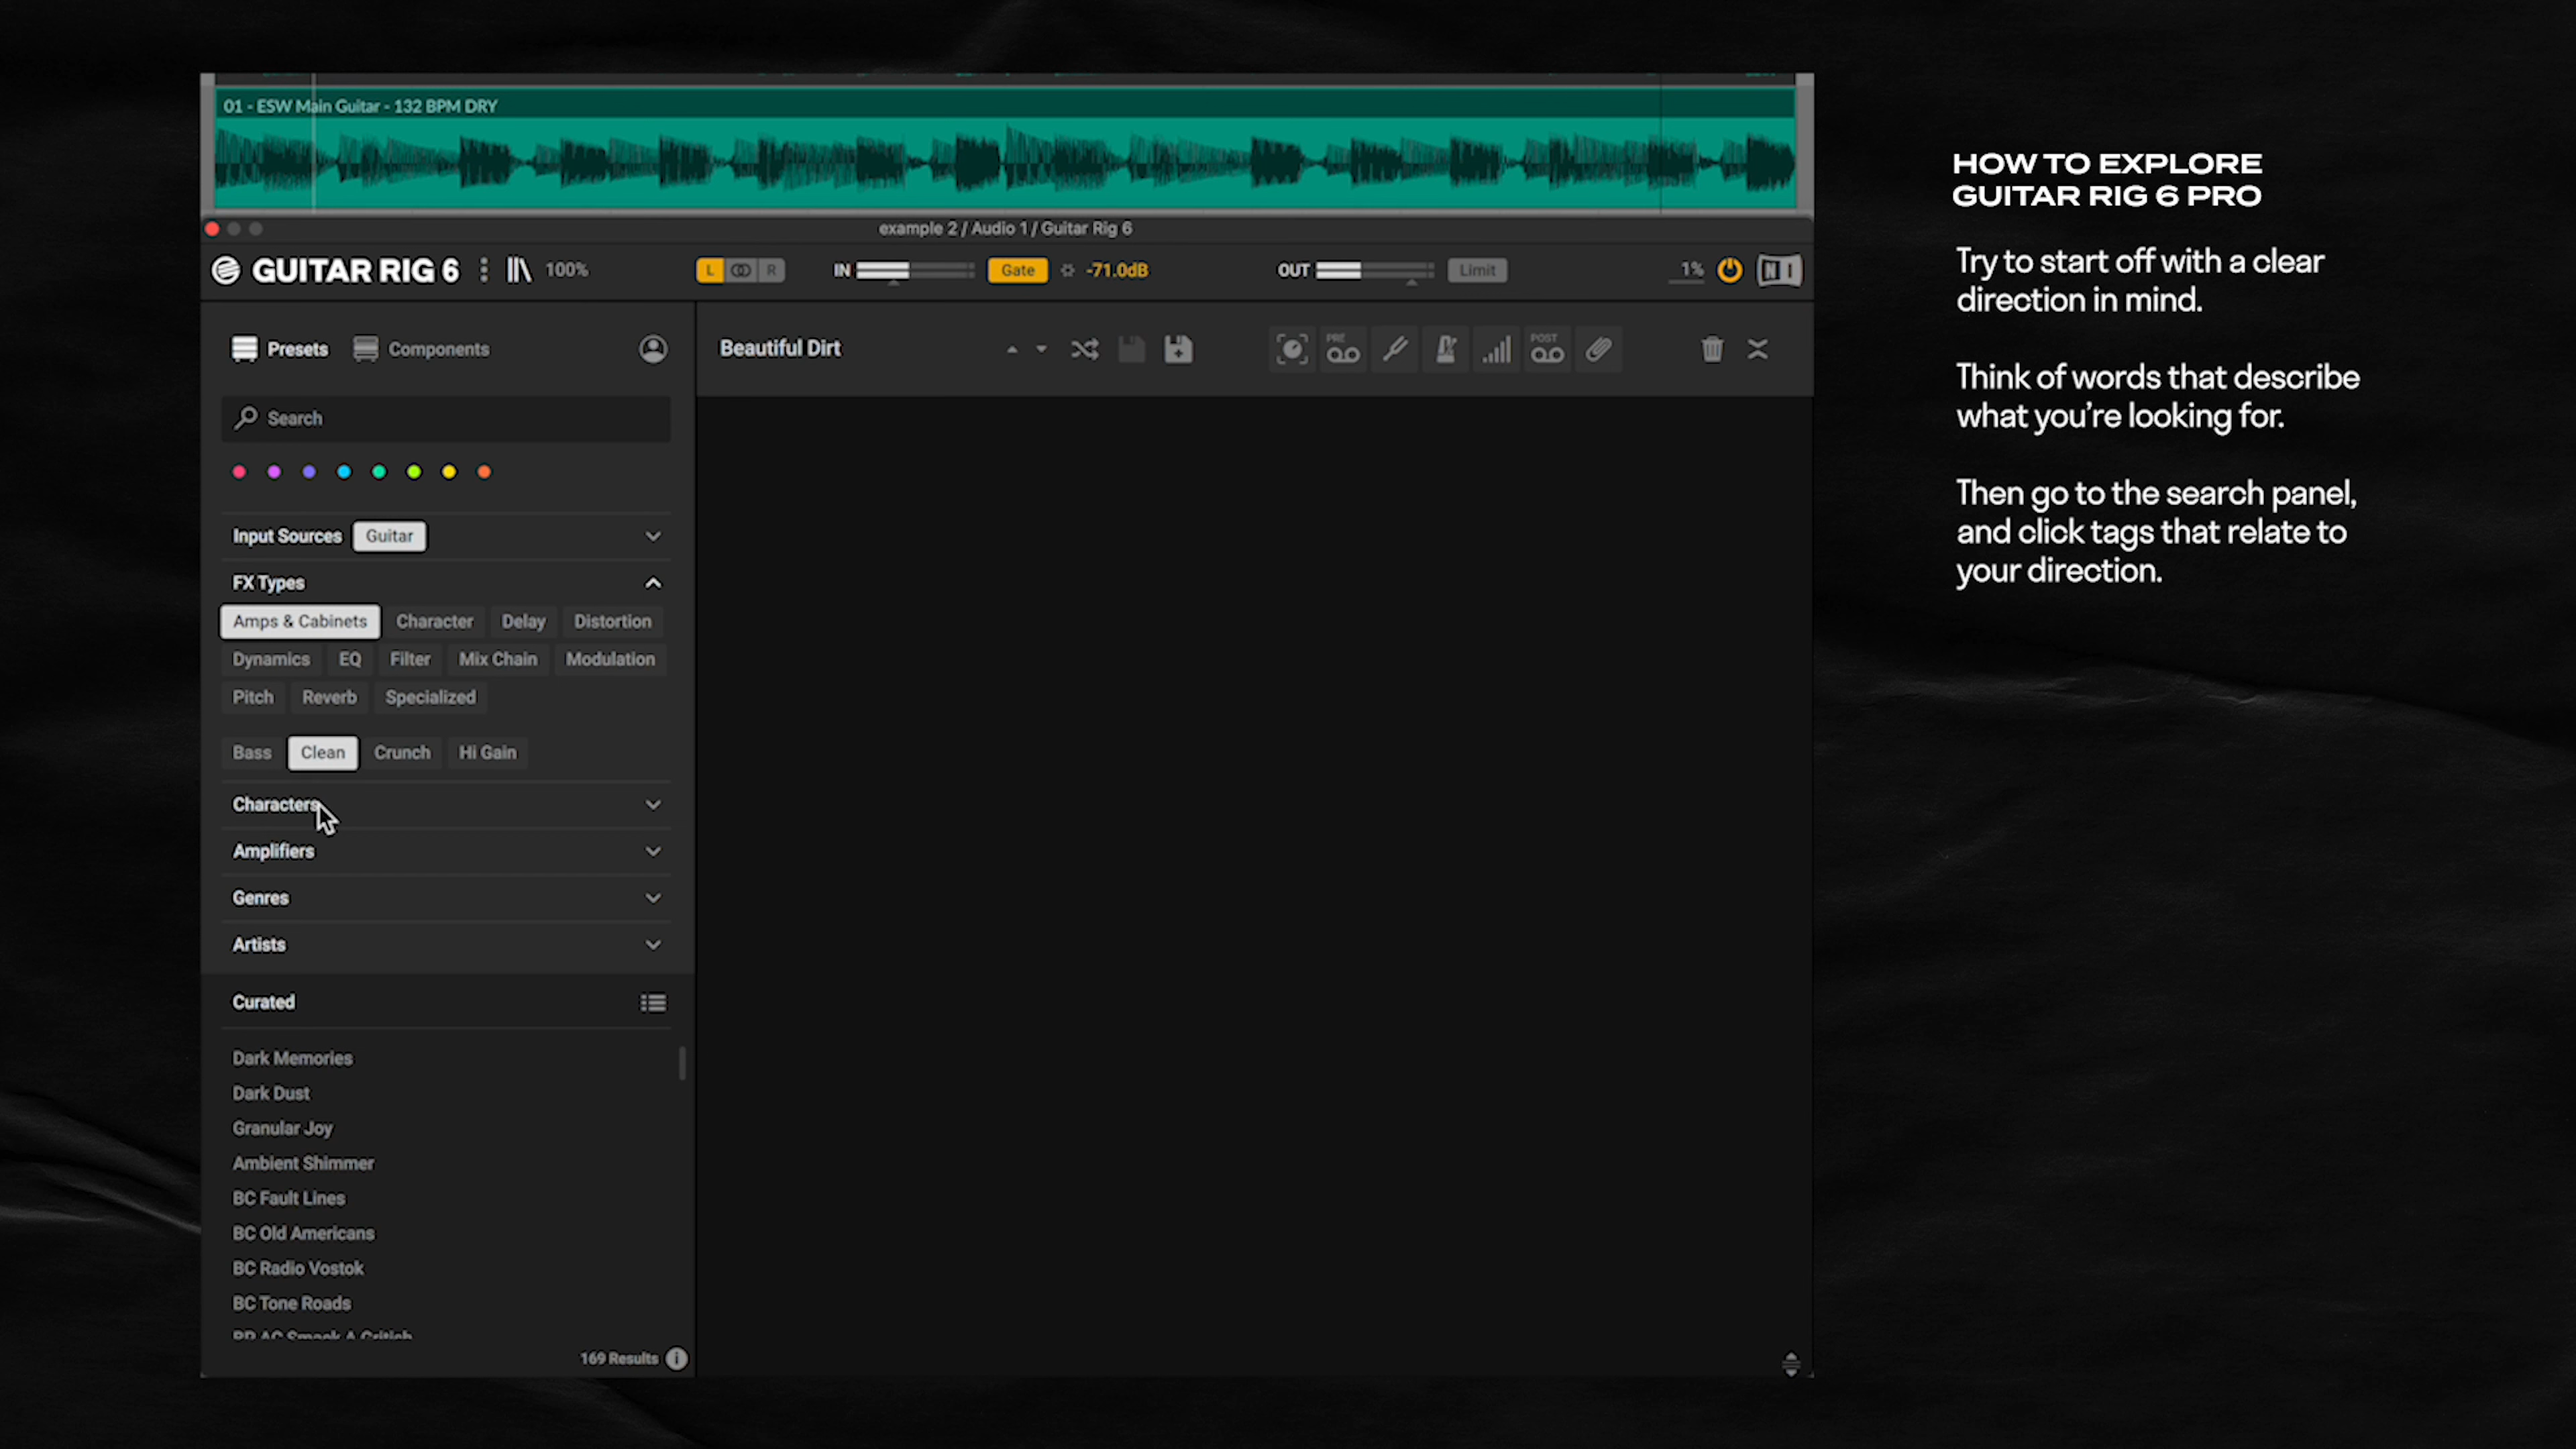 01 - ESW Main Guitar - 132 BPM DRY
example 2 / Audio 1 / Guitar Rig 6
GUITAR RIG 6 100% L R IN Gate -71.0dB OUT Limit 1% N I
Presets Components
Beautiful Dirt PRE POST
Search
Input Sources Guitar
FX Types
Amps & Cabinets Character Delay Distortion
Dynamics EQ Filter Mix Chain Modulation
Pitch Reverb Specialized
Bass Clean Crunch Hi Gain
Characters
Amplifiers
Genres
Artists
Curated
Dark Memories
Dark Dust
Granular Joy
Ambient Shimmer
BC Fault Lines
BC Old Americans
BC Radio Vostok
BC Tone Roads
169 Results
HOW TO EXPLORE
GUITAR RIG 6 PRO
Try to start off with a clear
direction in mind.
Think of words that describe
what you're looking for.
Then go to the search panel,
and click tags that relate to
your direction.